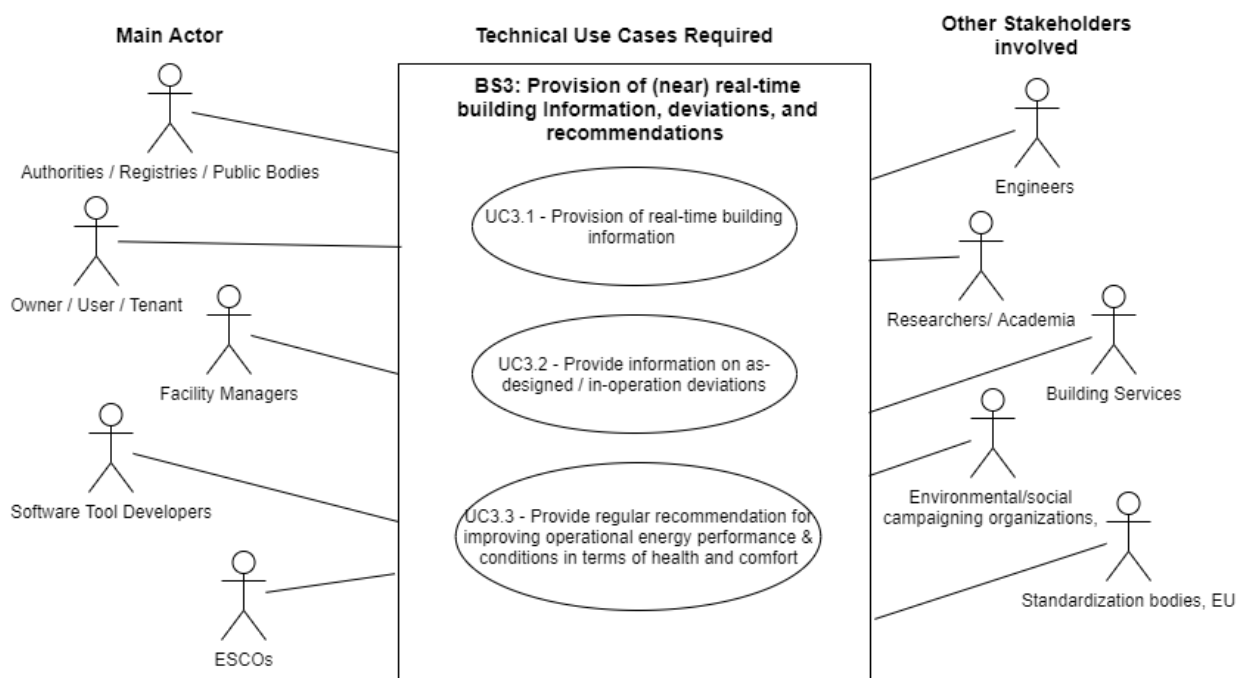 Main Actor
Technical Use Cases Required
Other Stakeholders
involved
Authorities / Registries / Public Bodies
Owner / User / Tenant
Facility Managers
Software Tool Developers
ESCOs
BS3: Provision of (near) real-time
building Information, deviations, and
recommendations
UC3.1 - Provision of real-time building
information
UC3.2 - Provide information on as-
designed / in-operation deviations
UC3.3 - Provide regular recommendation for
improving operational energy performance &
conditions in terms of health and comfort
Engineers
Researchers/ Academia
Building Services
Environmental/social
campaigning organizations,
Standardization bodies, EU